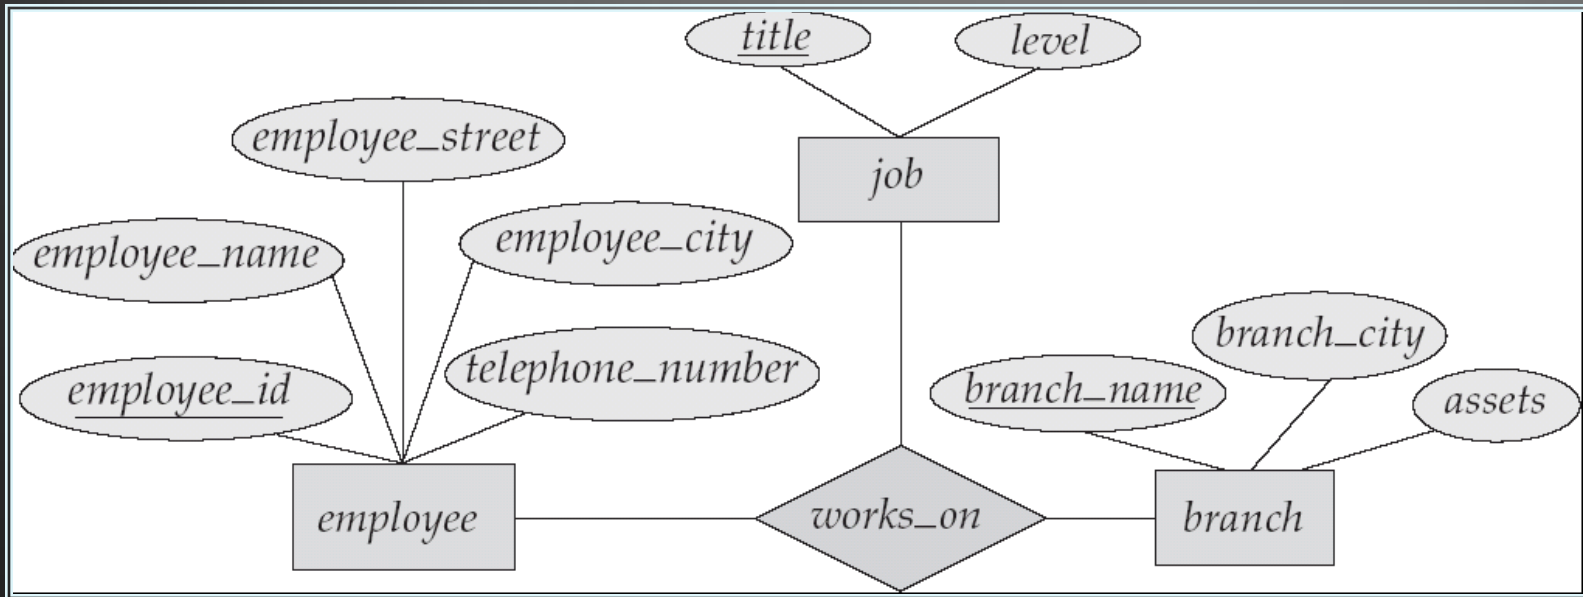 title
level
employee_street
job
employee_name
employee_city
branch_city
employee_id
telephone_number
branch_name
assets
employee
works_on
branch